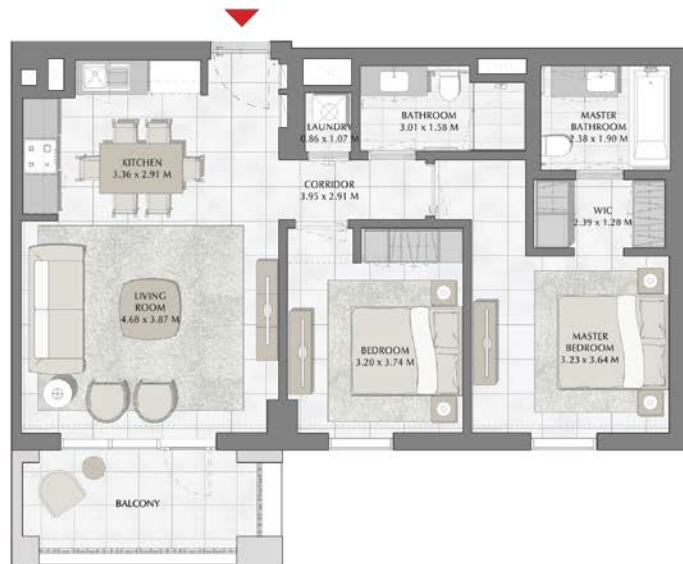 BATHROOM
3.01 x 1.58 M
MASTER
BATHROOM
2.38 x 1.90 M
LAUNDRY
0.86 x 1.07 M
KITCHEN
3.36 x 2.91 M
CORRIDOR
3.95 x 2.91 M
WIC
2.39 x 1.28 M
LIVING
ROOM
4.68 x 3.87 M
BEDROOM
3.20 x 3.74 M
MASTER
BEDROOM
3.23 x 3.64 M
BALCONY